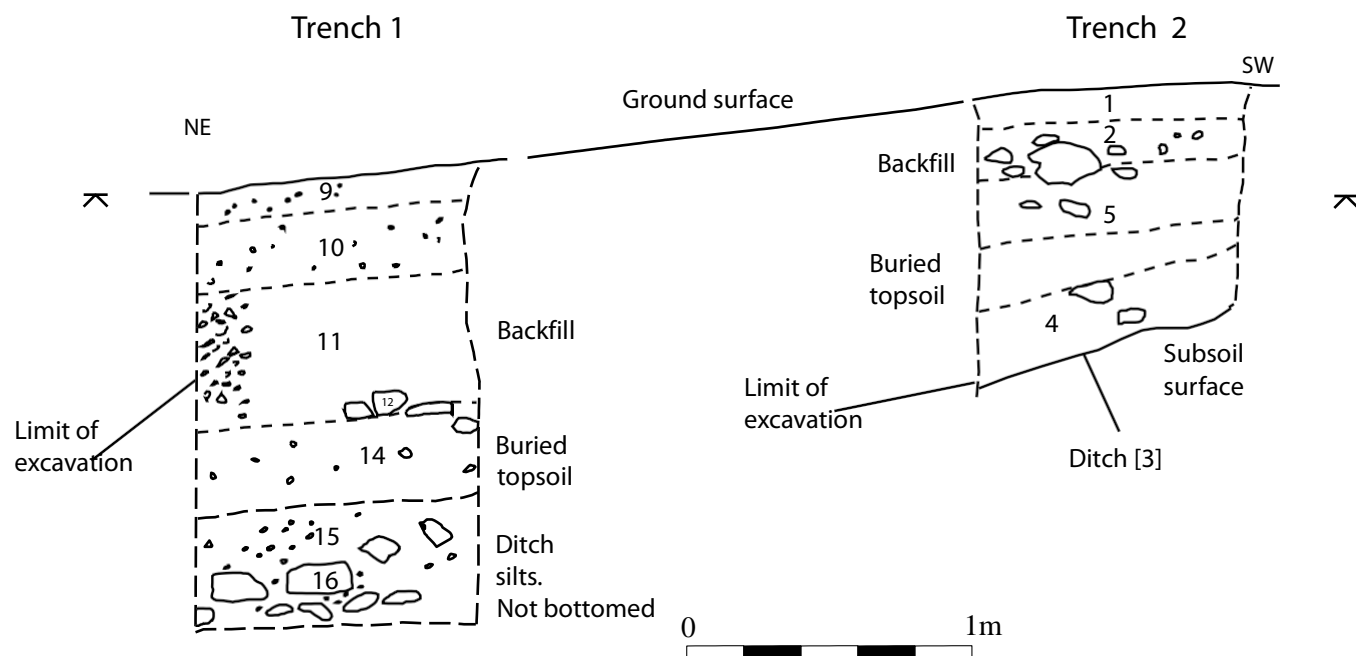 Trench 1
Trench 2
SW
Ground surface
NE
1
2
9
Backfill
5
10
Buried
topsoil
4
11
Backfill
Subsoil
surface
Limit of
excavation
12
Limit of
excavation
14
Buried
topsoil
Ditch [3]
15
Ditch
silts.
Not bottomed
16
0
1m